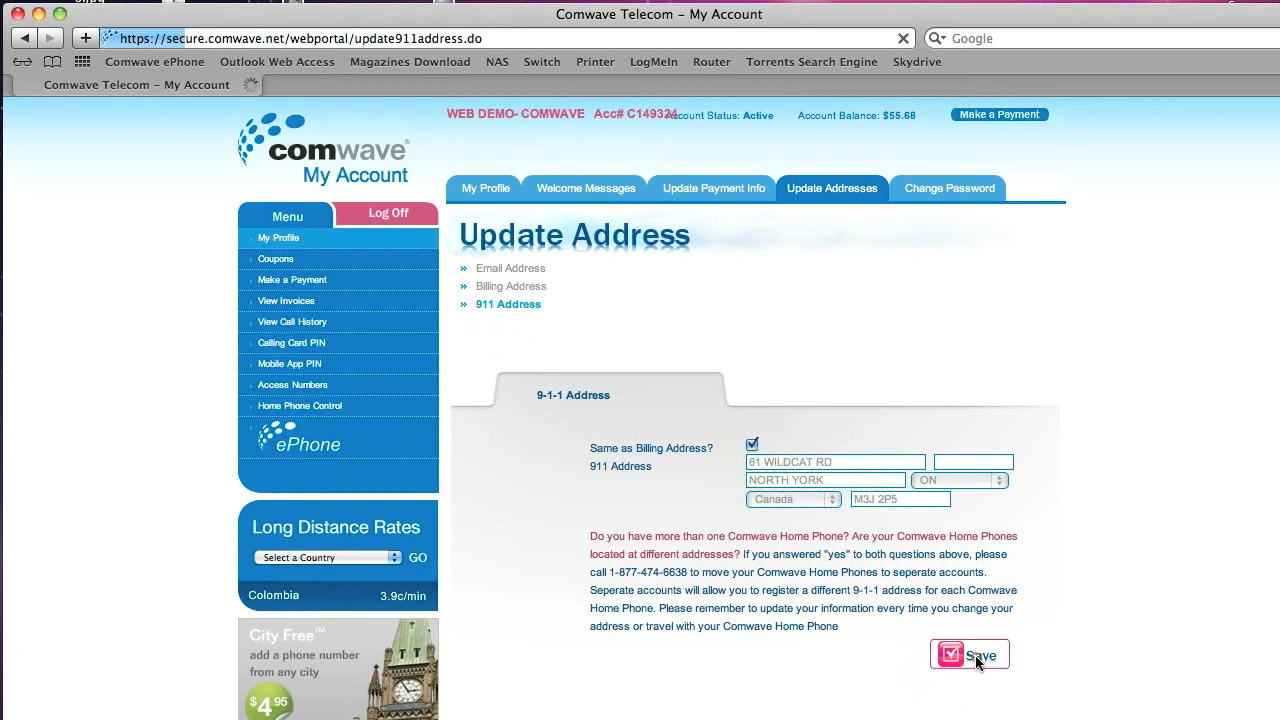 Comwave Telecom – My Account
https://secure.comwave.net/webportal/update911address.do
Google
Comwave ePhone Outlook Web Access Magazines Download NAS Switch Printer LogMeIn Router Torrents Search Engine Skydrive
Comwave Telecom – My Account
WEB DEMO- COMWAVE Acc# C149324 Account Status: Active Account Balance: $55.68 Make a Payment
comwave®
My Account
My Profile Welcome Messages Update Payment Info Update Addresses Change Password
Menu Log Off
My Profile
Coupons
Make a Payment
View Invoices
View Call History
Calling Card PIN
Mobile App PIN
Access Numbers
Home Phone Control
ePhone
Long Distance Rates
Select a Country GO
Colombia 3.9c/min
City Free™
add a phone number
from any city
$4.95
Update Address
» Email Address
» Billing Address
» 911 Address
9-1-1 Address
Same as Billing Address?
911 Address 61 WILDCAT RD
NORTH YORK ON
Canada M3J 2P5
Do you have more than one Comwave Home Phone? Are your Comwave Home Phones
located at different addresses? If you answered "yes" to both questions above, please
call 1-877-474-6638 to move your Comwave Home Phones to seperate accounts.
Seperate accounts will allow you to register a different 9-1-1 address for each Comwave
Home Phone. Please remember to update your information every time you change your
address or travel with your Comwave Home Phone
Save